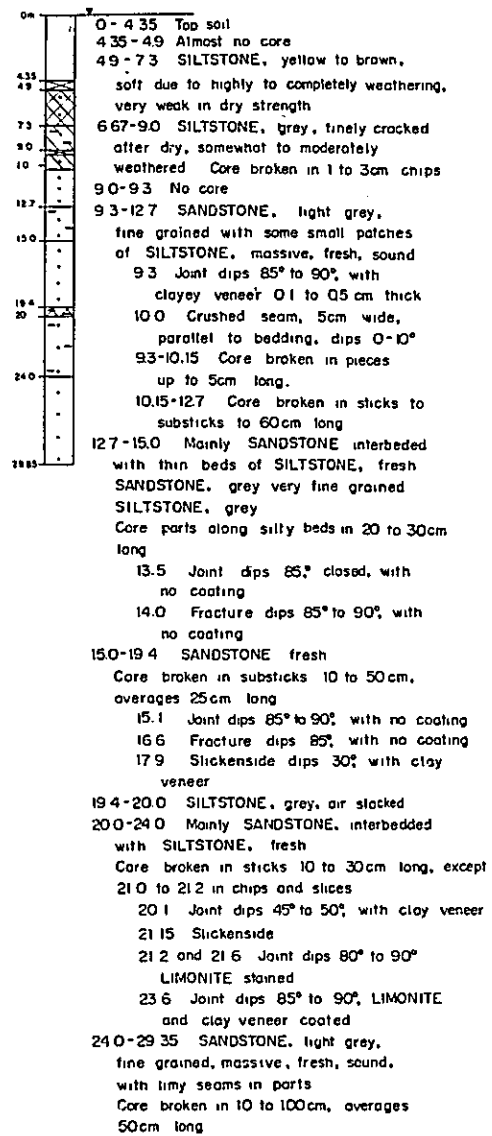 0m
4.35
4.9
7.3
9.0
10
12.7
15.0
19.4
20
24.0
29.85
0 - 4 35 Top soil
4 35-4.9 Almost no core
4 9 - 7 3 SILTSTONE, yellow to brown,
soft due to highly to completely weathering,
very weak in dry strength
6 67-9.0 SILTSTONE, grey, finely cracked
after dry, somewhat to moderately
weathered Core broken in 1 to 3cm chips
9 0-9 3 No core
9 3-12 7 SANDSTONE, light grey,
fine grained with some small patches
of SILTSTONE, massive, fresh, sound
9 3 Joint dips 85° to 90°, with
clayey veneer 0 1 to 0.5 cm thick
10 0 Crushed seam, 5cm wide,
parallel to bedding, dips 0-10°
9.3-10.15 Core broken in pieces
up to 5cm long.
10.15-12.7 Core broken in sticks to
substicks to 60cm long
12 7-15.0 Mainly SANDSTONE interbeded
with thin beds of SILTSTONE, fresh
SANDSTONE, grey very fine grained
SILTSTONE, grey
Core parts along silty beds in 20 to 30cm
long
13.5 Joint dips 85°, closed, with
no coating
14.0 Fracture dips 85° to 90°, with
no coating
15.0-19 4 SANDSTONE fresh
Core broken in substicks 10 to 50cm,
averages 25cm long
15.1 Joint dips 85° to 90°, with no coating
16 6 Fracture dips 85°, with no coating
17 9 Slickenside dips 30°, with clay
veneer
19 4-20.0 SILTSTONE, grey, air slacked
20 0-24 0 Mainly SANDSTONE, interbedded
with SILTSTONE, fresh
Core broken in sticks 10 to 30cm long, except
21 0 to 21 2 in chips and slices
20 1 Joint dips 45° to 50°, with clay veneer
21 15 Slickenside
21 2 and 21 6 Joint dips 80° to 90°
LIMONITE stained
23 6 Joint dips 85° to 90°, LIMONITE
and clay veneer coated
24 0-29 35 SANDSTONE, light grey,
fine grained, massive, fresh, sound,
with limy seams in parts
Core broken in 10 to 100cm, averages
50cm long